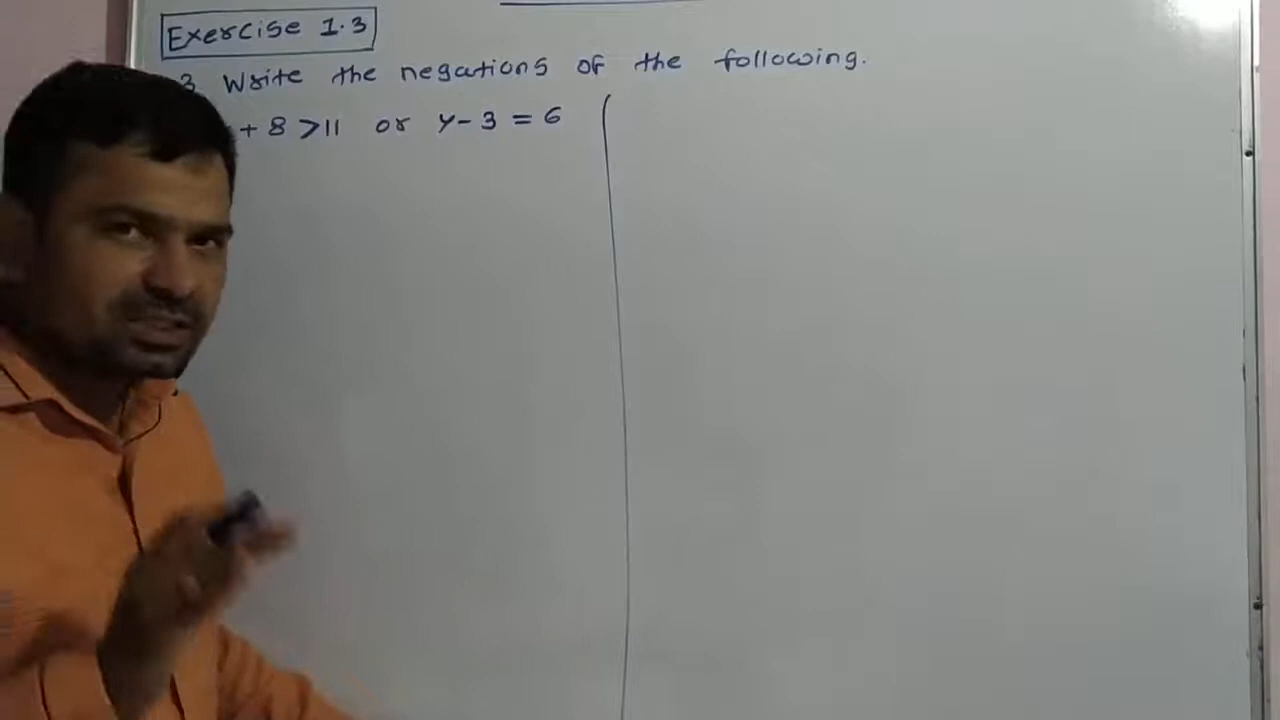 Exercise 1.3
3 Write the negations of the following.
+ 8 > 11 or y - 3 = 6